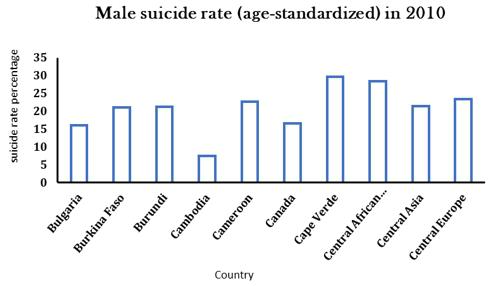 Male suicide rate (age-standardized) in 2010
suicide rate percentage
35
30
25
20
15
10
5
0
Bulgaria
Burkina Faso
Burundi
Cambodia
Cameroon
Canada
Cape Verde
Central African...
Central Asia
Central Europe
Country